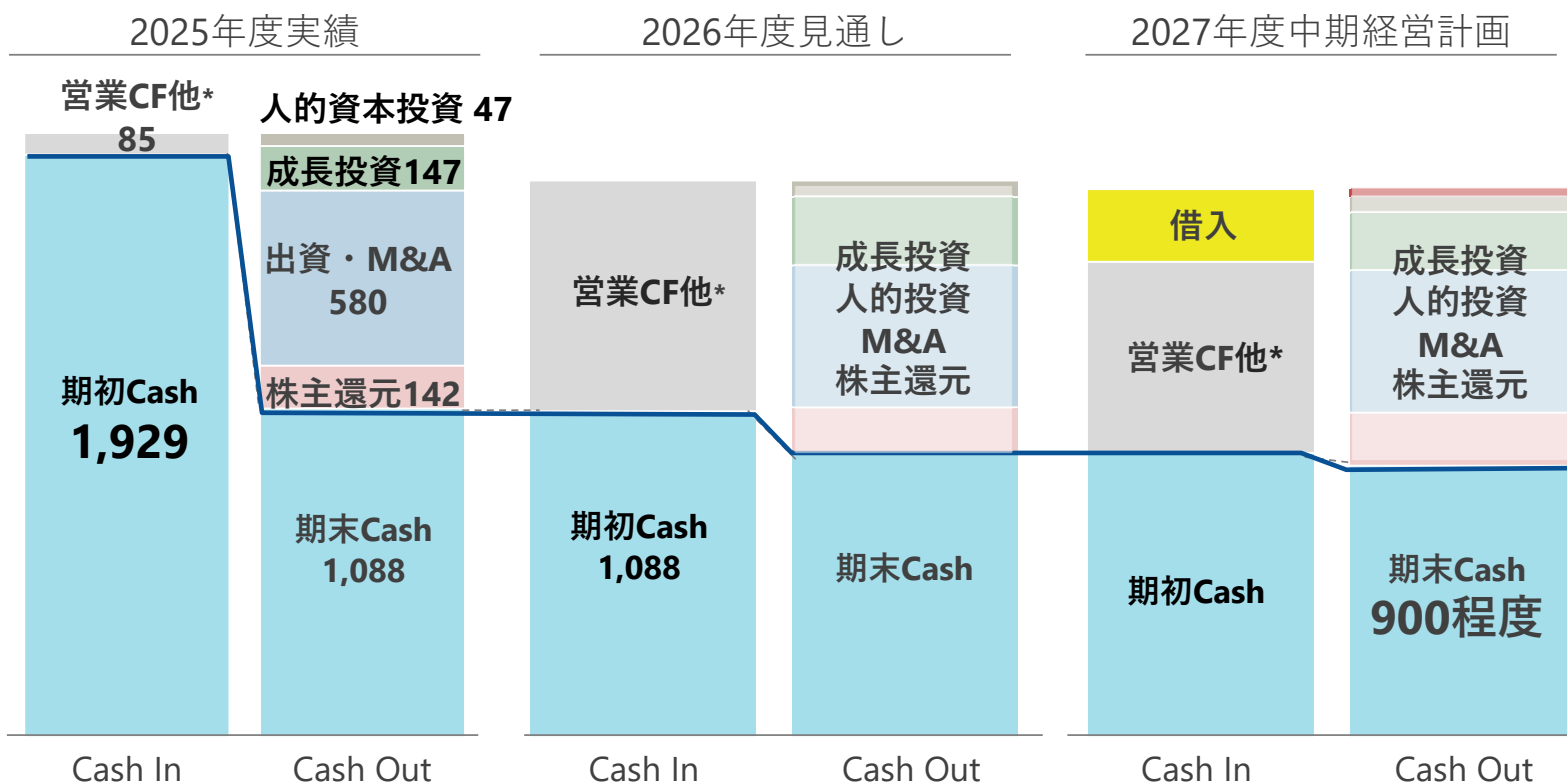 2025年度実績
営業CF他*
85
期初Cash
1,929
Cash In
人的資本投資 47
成長投資147
出資・M&A
580
株主還元142
期末Cash
1,088
Cash Out
2026年度見通し
営業CF他*
期初Cash
1,088
Cash In
成長投資
人的投資
M&A
株主還元
期末Cash
Cash Out
2027年度中期経営計画
借入
営業CF他*
期初Cash
Cash In
成長投資
人的投資
M&A
株主還元
期末Cash
900程度
Cash Out